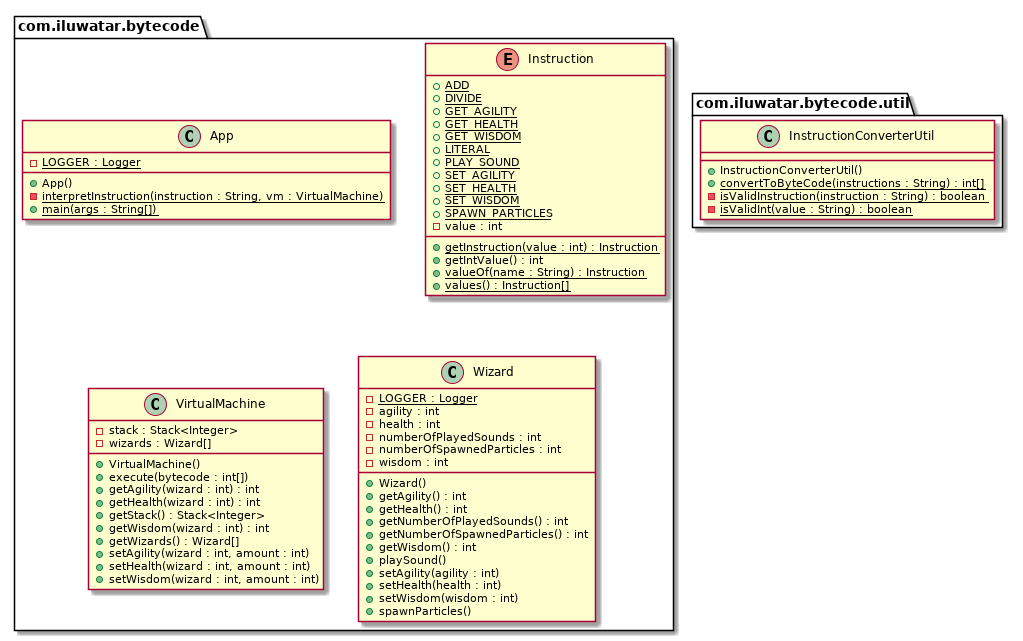 com.iluwatar.bytecode
C App
LOGGER : Logger
App()
interpretInstruction(instruction : String, vm : VirtualMachine)
main(args : String[])
E Instruction
ADD
DIVIDE
GET_AGILITY
GET_HEALTH
GET_WISDOM
LITERAL
PLAY_SOUND
SET_AGILITY
SET_HEALTH
SET_WISDOM
SPAWN_PARTICLES
value : int
getInstruction(value : int) : Instruction
getIntValue() : int
valueOf(name : String) : Instruction
values() : Instruction[]
C VirtualMachine
stack : Stack<Integer>
wizards : Wizard[]
VirtualMachine()
execute(bytecode : int[])
getAgility(wizard : int) : int
getHealth(wizard : int) : int
getStack() : Stack<Integer>
getWisdom(wizard : int) : int
getWizards() : Wizard[]
setAgility(wizard : int, amount : int)
setHealth(wizard : int, amount : int)
setWisdom(wizard : int, amount : int)
C Wizard
LOGGER : Logger
agility : int
health : int
numberOfPlayedSounds : int
numberOfSpawnedParticles : int
wisdom : int
Wizard()
getAgility() : int
getHealth() : int
getNumberOfPlayedSounds() : int
getNumberOfSpawnedParticles() : int
getWisdom() : int
playSound()
setAgility(agility : int)
setHealth(health : int)
setWisdom(wisdom : int)
spawnParticles()
com.iluwatar.bytecode.util
C InstructionConverterUtil
InstructionConverterUtil()
convertToByteCode(instructions : String) : int[]
isValidInstruction(instruction : String) : boolean
isValidInt(value : String) : boolean